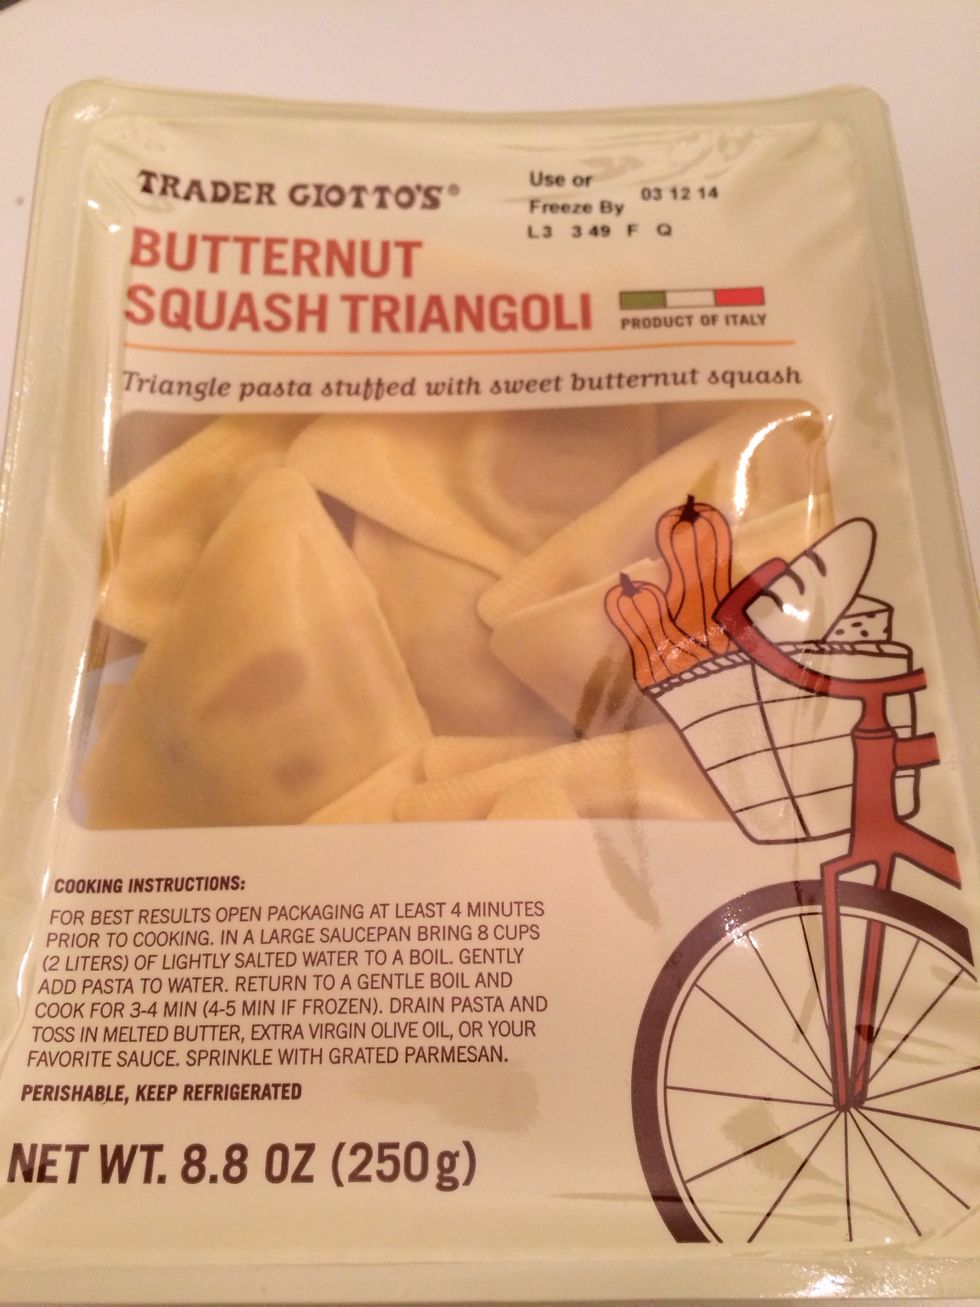 TRADER GIOTTO'S®
Use or
Freeze By 03 12 14
L3 349 F Q
BUTTERNUT
SQUASH TRIANGOLI
PRODUCT OF ITALY
Triangle pasta stuffed with sweet butternut squash
COOKING INSTRUCTIONS:
FOR BEST RESULTS OPEN PACKAGING AT LEAST 4 MINUTES
PRIOR TO COOKING. IN A LARGE SAUCEPAN BRING 8 CUPS
(2 LITERS) OF LIGHTLY SALTED WATER TO A BOIL. GENTLY
ADD PASTA TO WATER. RETURN TO A GENTLE BOIL AND
COOK FOR 3-4 MIN (4-5 MIN IF FROZEN). DRAIN PASTA AND
TOSS IN MELTED BUTTER, EXTRA VIRGIN OLIVE OIL, OR YOUR
FAVORITE SAUCE. SPRINKLE WITH GRATED PARMESAN.
PERISHABLE, KEEP REFRIGERATED
NET WT. 8.8 OZ (250g)